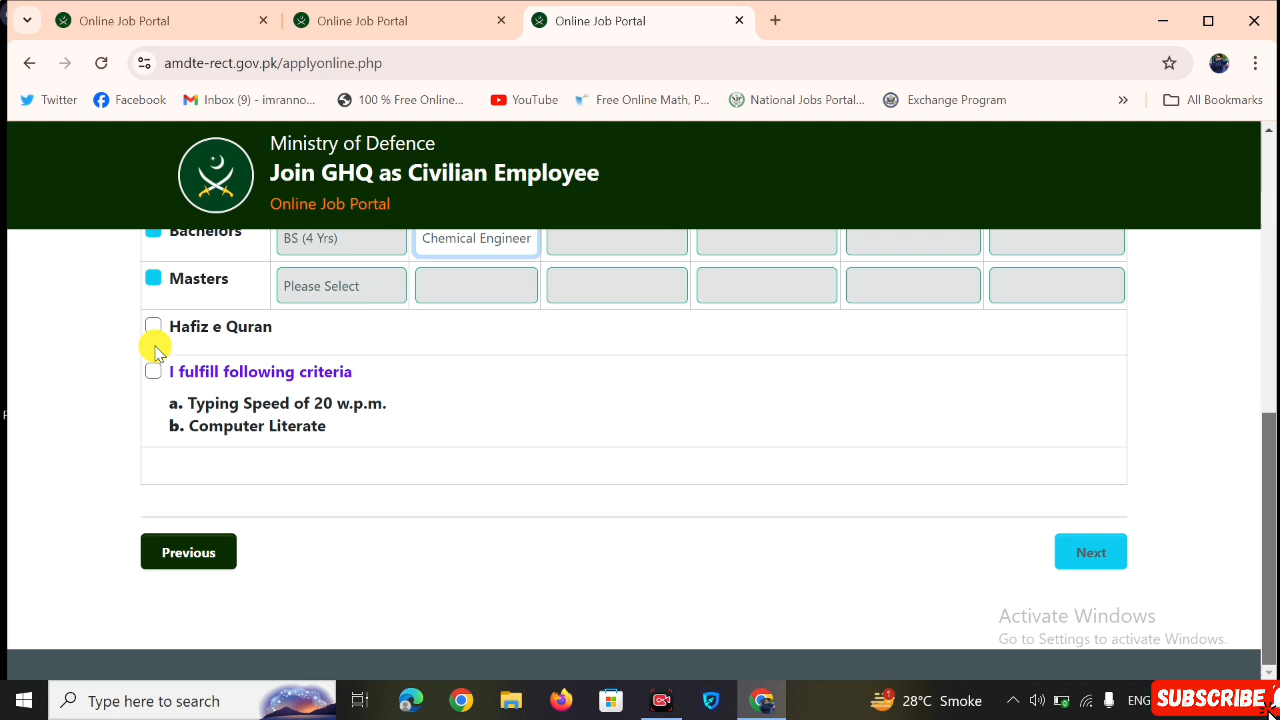 Online Job Portal
Online Job Portal
Online Job Portal
amdte-rect.gov.pk/applyonline.php
Twitter
Facebook
Inbox (9) - imranno...
100 % Free Online...
YouTube
Free Online Math, P...
National Jobs Portal...
Exchange Program
All Bookmarks
Ministry of Defence
Join GHQ as Civilian Employee
Online Job Portal
Bachelors
BS (4 Yrs)
Chemical Engineer
Masters
Please Select
Hafiz e Quran
I fulfill following criteria
a. Typing Speed of 20 w.p.m.
b. Computer Literate
Previous
Next
Activate Windows
Go to Settings to activate Windows.
Type here to search
1
28°C Smoke
ENG
SUBSCRIBE